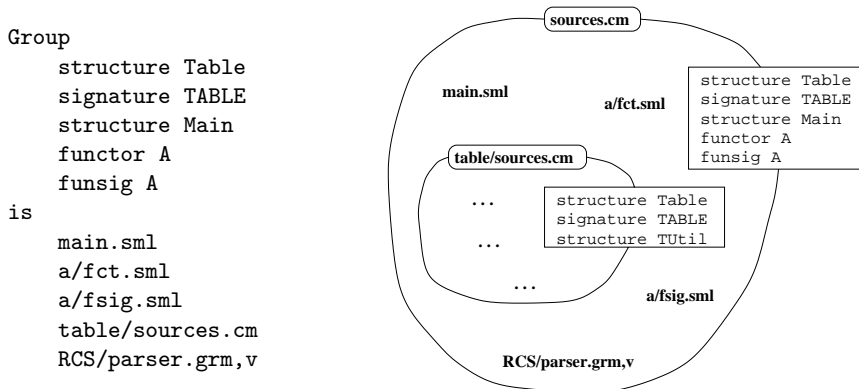 Group
structure Table
signature TABLE
structure Main
functor A
funsig A
is
main.sml
a/fct.sml
a/fsig.sml
table/sources.cm
RCS/parser.grm,v
sources.cm
main.sml
a/fct.sml
structure Table
signature TABLE
structure Main
functor A
funsig A
table/sources.cm
...
structure Table
signature TABLE
structure TUtil
...
...
a/fsig.sml
RCS/parser.grm,v